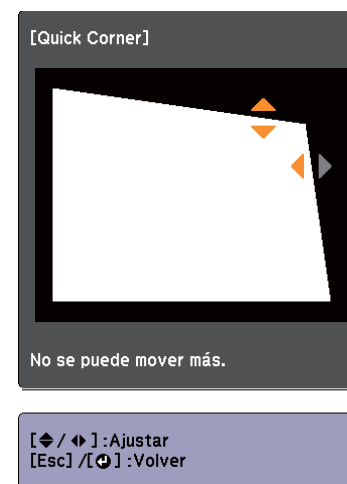 [Quick Corner]
No se puede mover más.
[◆/◆]:Ajustar
[Esc] /[↵]:Volver